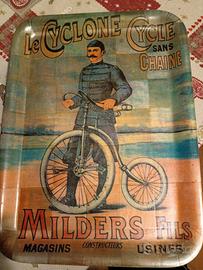 Le CYCLONE CYCLE
SANS
CHAINE
MILDERS FILS
MAGASINS CONSTRUCTEURS USINES